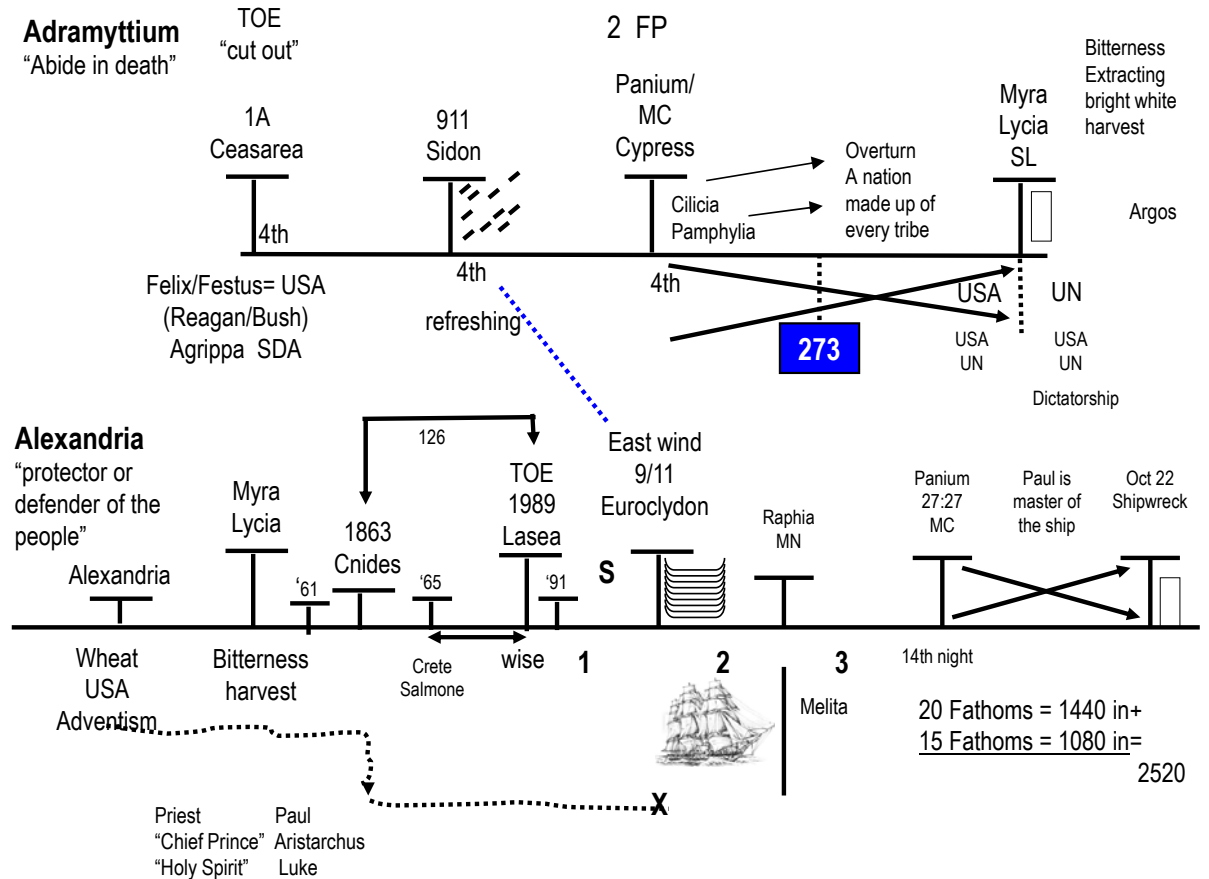 Adramyttium
“Abide in death”
TOE
“cut out”
2 FP
Bitterness
Extracting
bright white
harvest
1A
Ceasarea
911
Sidon
Panium/
MC
Cypress
Myra
Lycia
SL
Cilicia
Pamphylia
Overturn
A nation
made up of
every tribe
Argos
4th
4th
4th
Felix/Festus= USA
(Reagan/Bush)
Agrippa SDA
refreshing
273
USA
UN
USA
UN
USA
UN
Dictatorship
Alexandria
“protector or
defender of the
people”
Alexandria
Myra
Lycia
‘61
1863
Cnides
126
‘65
TOE
1989
Lasea
‘91
S
East wind
9/11
Euroclydon
Raphia
MN
Panium
27:27
MC
Paul is
master of
the ship
Oct 22
Shipwreck
Wheat
USA
Adventism
Bitterness
harvest
Crete
Salmone
wise
1
2
3
14th night
Melita
20 Fathoms = 1440 in+
15 Fathoms = 1080 in=
2520
X
Priest Paul
“Chief Prince” Aristarchus
“Holy Spirit” Luke